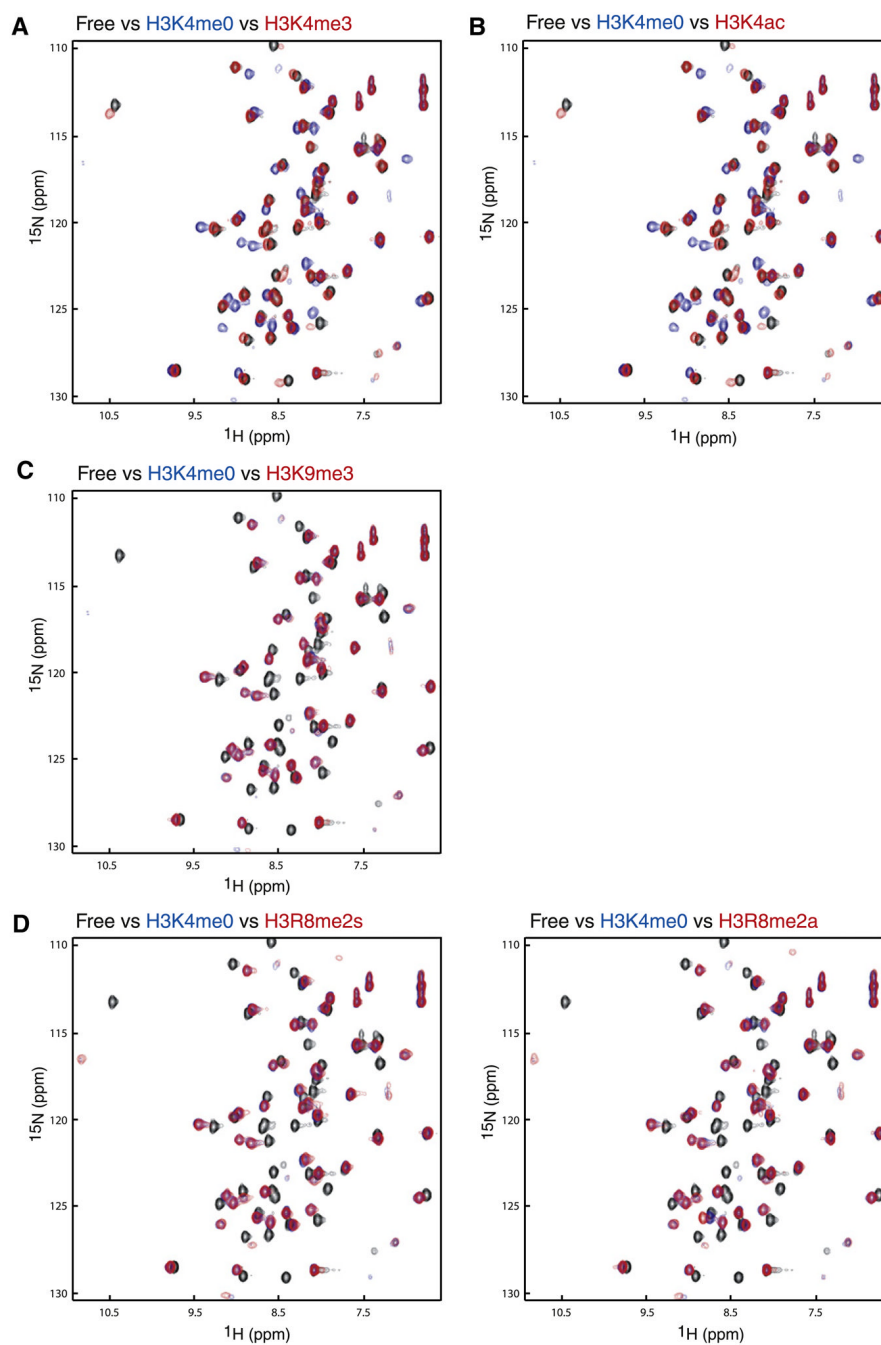 A Free vs H3K4me0 vs H3K4me3
110
115
120
125
130
15N (ppm)
10.5 9.5 8.5 7.5
1H (ppm)
B Free vs H3K4me0 vs H3K4ac
110
115
120
125
130
15N (ppm)
10.5 9.5 8.5 7.5
1H (ppm)
C Free vs H3K4me0 vs H3K9me3
110
115
120
125
130
15N (ppm)
10.5 9.5 8.5 7.5
1H (ppm)
D Free vs H3K4me0 vs H3R8me2s
110
115
120
125
130
15N (ppm)
10.5 9.5 8.5 7.5
1H (ppm)
Free vs H3K4me0 vs H3R8me2a
110
115
120
125
130
15N (ppm)
10.5 9.5 8.5 7.5
1H (ppm)